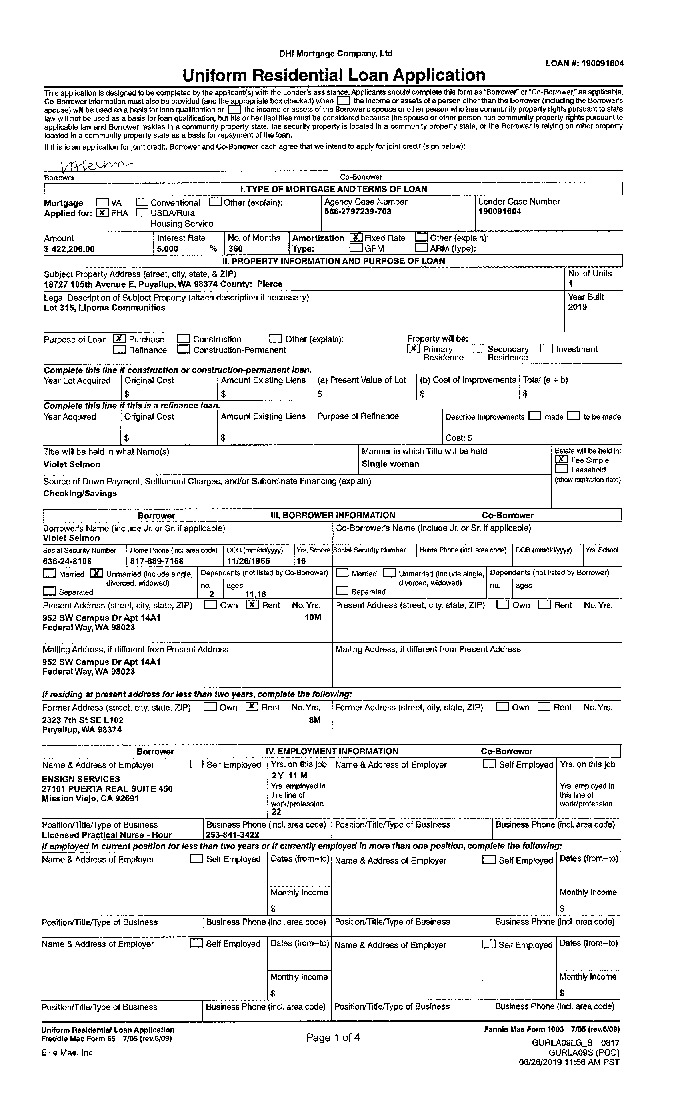 DHI Mortgage Company, Ltd
LOAN #: 190091604
Uniform Residential Loan Application
This application is designed to be completed by the applicant(s) with the Lender's assistance. Applicants should complete this form as "Borrower" or "Co-Borrower," as applicable.
Co-Borrower information must also be provided (and the appropriate box checked) when the income or assets of a person other than the borrower (including the Borrower's
spouse) will be used as a basis for loan qualification or the income or assets of the Borrower's spouse or other person who has community property rights pursuant to state
law will not be used as a basis for loan qualification, but his or her liabilities must be considered because the spouse or other person has community property rights pursuant to
applicable law and Borrower resides in a community property state, the security property is located in a community property state, or the Borrower is relying on other property
located in a community property state as a basis for repayment of the loan.
If this is an application for joint credit, Borrower and Co-Borrower each agree that we intend to apply for joint credit (sign below):
Borrower Co-Borrower
I. TYPE OF MORTGAGE AND TERMS OF LOAN
Mortgage VA Conventional Other (explain): Agency Case Number Lender Case Number
Applied for: X FHA USDA/Rural 190091604
Housing Service
Amount Interest Rate No. of Months Amortization X Fixed Rate Other (explain):
$ 422,206.00 5.000 % 360 Type: GPM ARM (type):
II. PROPERTY INFORMATION AND PURPOSE OF LOAN
Subject Property Address (street, city, state, & ZIP) No. of Units
18727 105th Avenue E, Puyallup, WA 98374 County: Pierce 1
Legal Description of Subject Property (attach description if necessary) Year Built
Lot 315, Lipoma Communities 2019
Purpose of Loan X Purchase Construction Other (explain): Property will be:
Refinance Construction-Permanent X Primary Residence Secondary Residence Investment
Complete this line if construction or construction-permanent loan.
Year Lot Acquired Original Cost Amount Existing Liens (a) Present Value of Lot (b) Cost of Improvements Total (a + b)
$ $ $ $ $
Complete this line if this is a refinance loan.
Year Acquired Original Cost Amount Existing Liens Purpose of Refinance Describe Improvements made to be made
$ $ Cost: $
Title will be held in what Name(s) Manner in which Title will be held Estate will be held in:
Violet Selmon Single woman X Fee Simple
Leasehold
Source of Down Payment, Settlement Charges, and/or Subordinate Financing (explain) (show expiration date)
Checking/Savings
Borrower III. BORROWER INFORMATION Co-Borrower
Borrower's Name (include Jr. or Sr. if applicable) Co-Borrower's Name (include Jr. or Sr. if applicable)
Violet Selmon
Social Security Number Home Phone (incl. area code) DOB (mm/dd/yyyy) Yrs. School Social Security Number Home Phone (incl. area code) DOB (mm/dd/yyyy) Yrs. School
16
Married X Unmarried (include single, divorced, widowed) Dependents (not listed by Co-Borrower) Married Unmarried (include single, divorced, widowed) Dependents (not listed by Borrower)
Separated no. 2 ages 11,16 Separated no. ages
Present Address (street, city, state, ZIP) Own X Rent No. Yrs. Present Address (street, city, state, ZIP) Own Rent No. Yrs.
952 SW Campus Dr Apt 14A1 10M
Federal Way, WA 98023
Mailing Address, if different from Present Address Mailing Address, if different from Present Address
952 SW Campus Dr Apt 14A1
Federal Way, WA 98023
If residing at present address for less than two years, complete the following:
Former Address (street, city, state, ZIP) Own X Rent No. Yrs. Former Address (street, city, state, ZIP) Own Rent No. Yrs.
2323 7th St SE L102 8M
Puyallup, WA 98374
Borrower IV. EMPLOYMENT INFORMATION Co-Borrower
Name & Address of Employer Self Employed Yrs. on this job Name & Address of Employer Self Employed Yrs. on this job
2Y 11 M
ENSIGN SERVICES Yrs. employed in this line of work/profession Yrs. employed in this line of work/profession
27101 PUERTA REAL SUITE 450
Mission Viejo, CA 92691
22
Position/Title/Type of Business Business Phone (incl. area code) Position/Title/Type of Business Business Phone (incl. area code)
Licensed Practical Nurse - Hour 253-841-3422
If employed in current position for less than two years or if currently employed in more than one position, complete the following:
Name & Address of Employer Self Employed Dates (from–to) Name & Address of Employer Self Employed Dates (from–to)
Monthly Income Monthly Income
$ $
Position/Title/Type of Business Business Phone (incl. area code) Position/Title/Type of Business Business Phone (incl. area code)
Name & Address of Employer Self Employed Dates (from–to) Name & Address of Employer Self Employed Dates (from–to)
Monthly Income Monthly Income
$ $
Position/Title/Type of Business Business Phone (incl. area code) Position/Title/Type of Business Business Phone (incl. area code)
Uniform Residential Loan Application Fannie Mae Form 1003 7/05 (rev.6/09)
Freddie Mac Form 65 7/05 (rev.6/09) Page 1 of 4
GURLA09LG_S 0817
Ellie Mae, Inc. GURLA09S (POC)
06/26/2019 11:56 AM PST